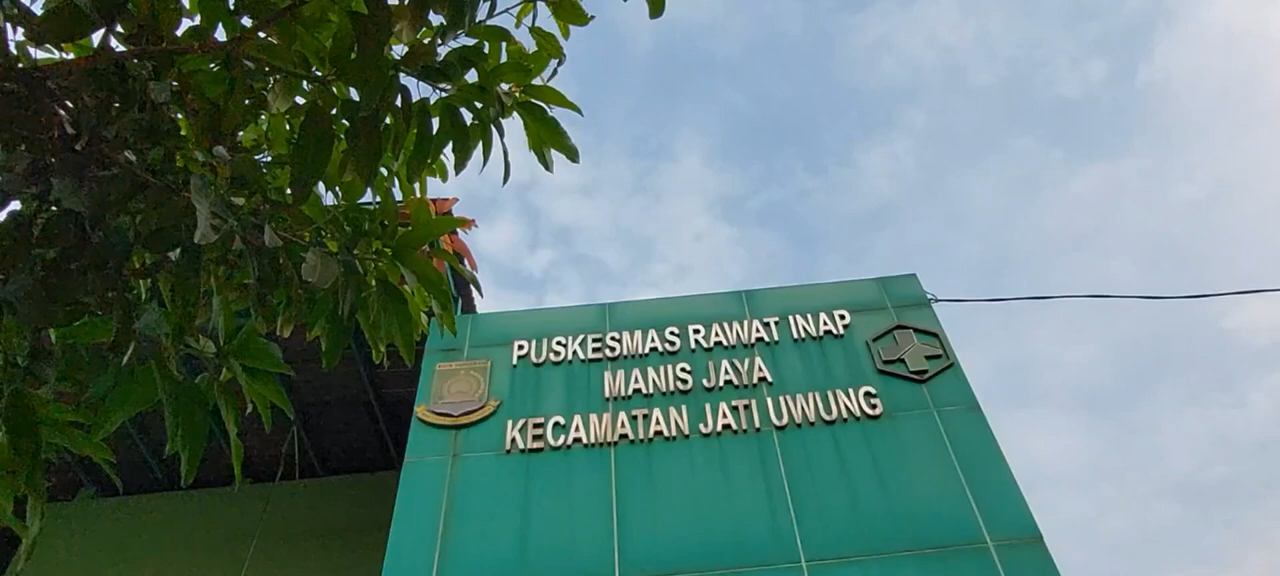 PUSKESMAS RAWAT INAP
MANIS JAYA
KECAMATAN JATI UWUNG